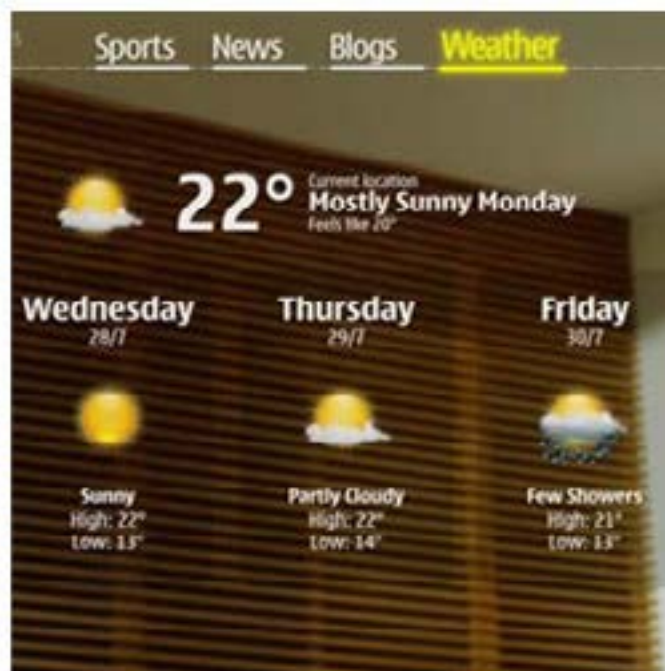 Sports News Blogs Weather
Current location
22° Mostly Sunny Monday
Feels like 20°
Wednesday Thursday Friday
28/7 29/7 30/7
Sunny Partly Cloudy Few Showers
High: 22° High: 22° High: 21°
Low: 13° Low: 14° Low: 13°